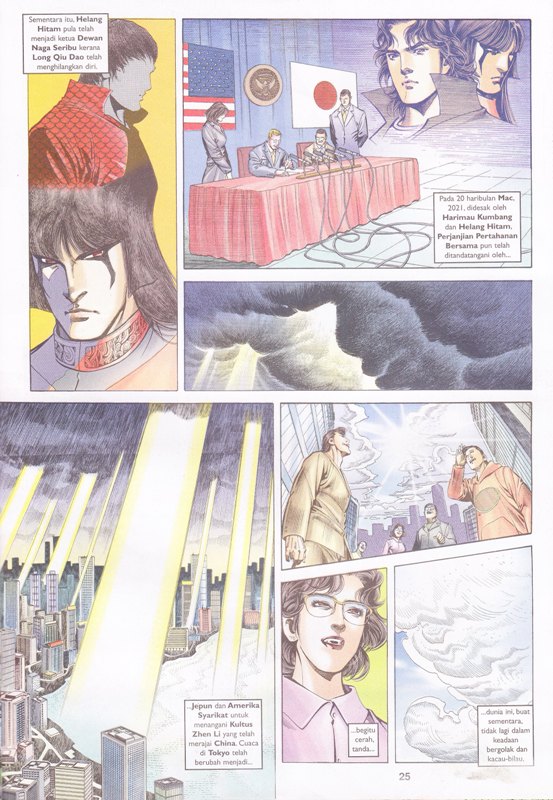 Sementara itu, Helang
Hitam pula telah
menjadi ketua Dewan
Naga Seribu kerana
Long Qiu Dao telah
menghilangkan diri.
Pada 20 haribulan Mac,
2021, didesak oleh
Harimau Kumbang
dan Helang Hitam,
Perjanjian Pertahanan
Bersama pun telah
ditandatangani oleh...
...Jepun dan Amerika
Syarikat untuk
menangani Kultus
Zhen Li yang telah
merajai China. Cuaca
di Tokyo telah
berubah menjadi...
...begitu
cerah,
tanda...
...dunia ini, buat
sementara,
tidak lagi dalam
keadaan
bergolak dan
kacau-bilau.
25